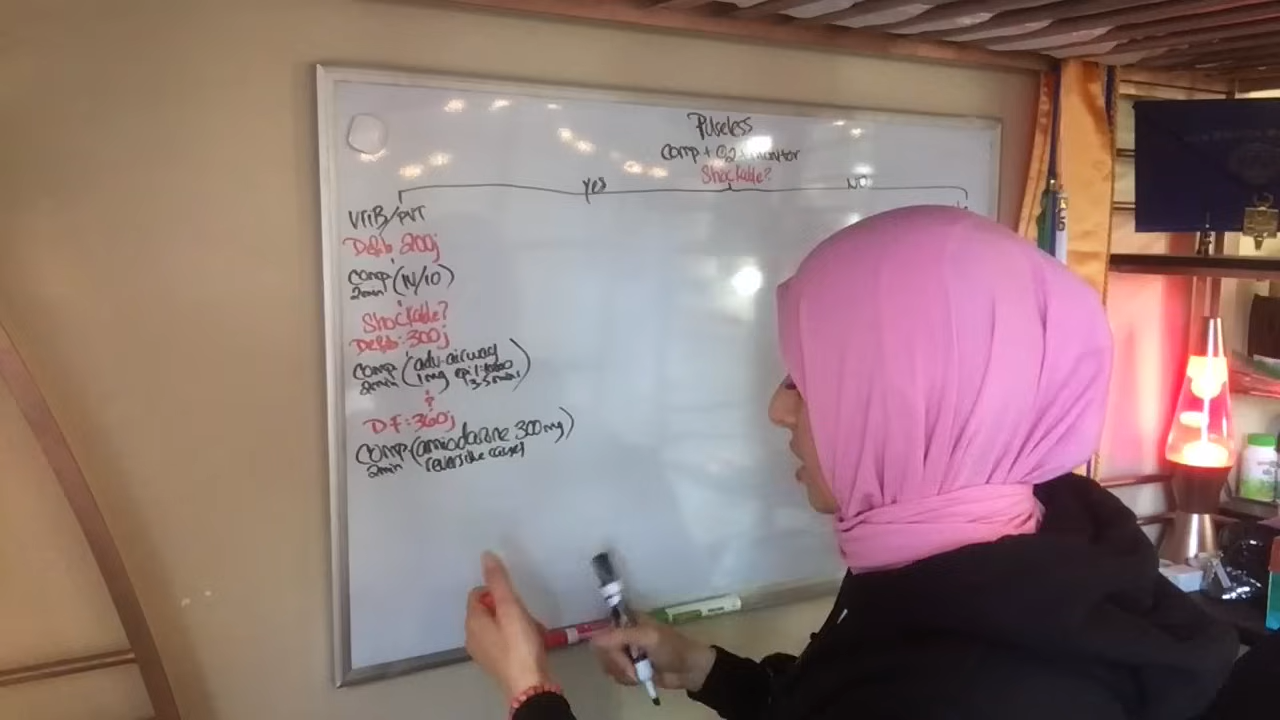 Pulseless
comp + O2 + monitor
Shockable?
yes
NO
VFIB/PVT
Defib 200j
comp (IV/IO)
2min
Shockable?
Defib: 300j
comp (adv. airway
2min 1mg epi 1:10000
3-5 min)
?
DF: 360j
comp (amiodarone 300mg)
2min reversible causes